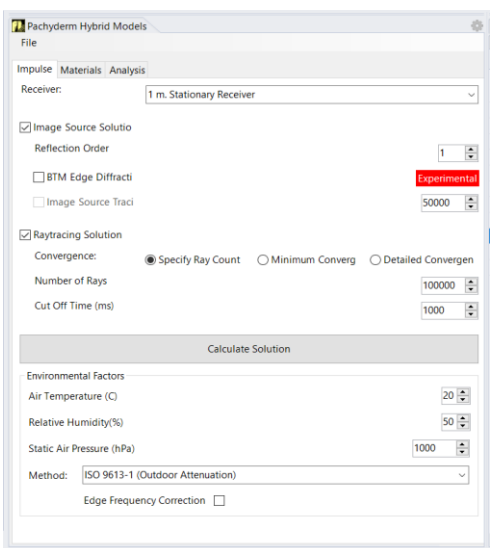 Pachyderm Hybrid Models
File
Impulse Materials Analysis
Receiver: 1 m. Stationary Receiver
Image Source Solutio
Reflection Order 1
BTM Edge Diffracti Experimental
Image Source Traci 50000
Raytracing Solution
Convergence: Specify Ray Count Minimum Converg Detailed Convergen
Number of Rays 100000
Cut Off Time (ms) 1000
Calculate Solution
Environmental Factors
Air Temperature (C) 20
Relative Humidity(%) 50
Static Air Pressure (hPa) 1000
Method: ISO 9613-1 (Outdoor Attenuation)
Edge Frequency Correction